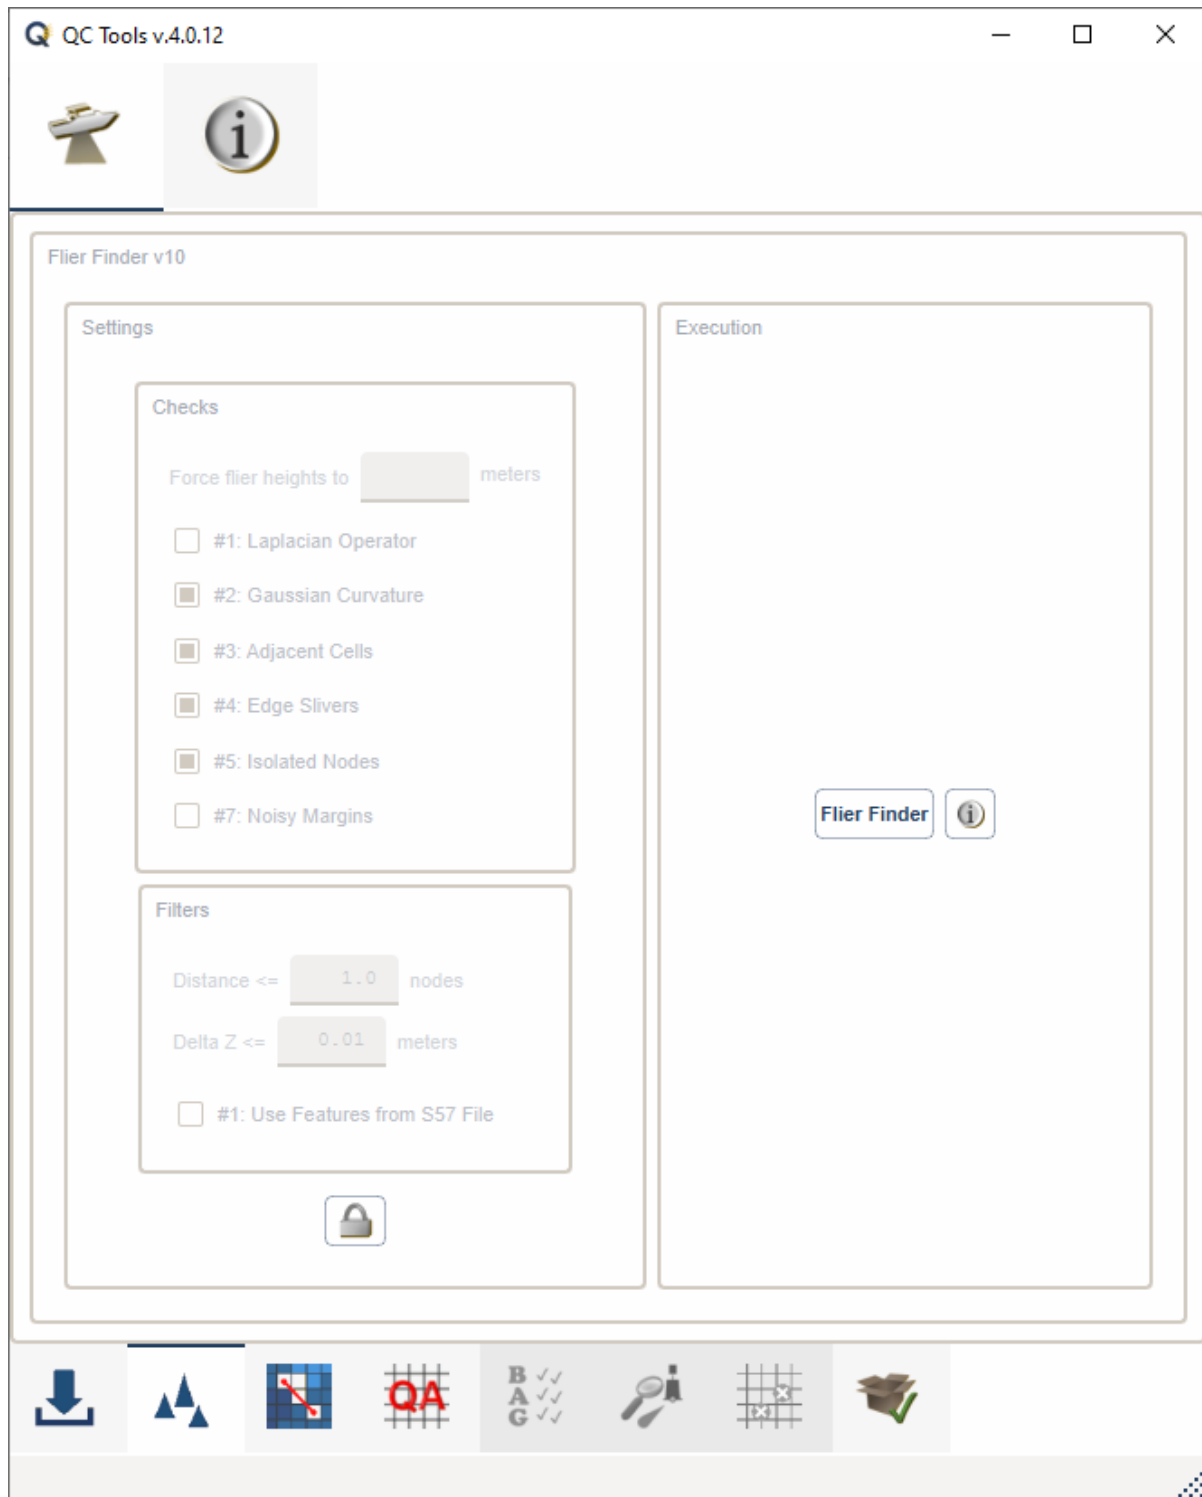 QC Tools v.4.0.12
Flier Finder v10
Settings
Checks
Force flier heights to meters
#1: Laplacian Operator
#2: Gaussian Curvature
#3: Adjacent Cells
#4: Edge Slivers
#5: Isolated Nodes
#7: Noisy Margins
Filters
Distance <= 1.0 nodes
Delta Z <= 0.01 meters
#1: Use Features from S57 File
Execution
Flier Finder
i
QA
B
A
G